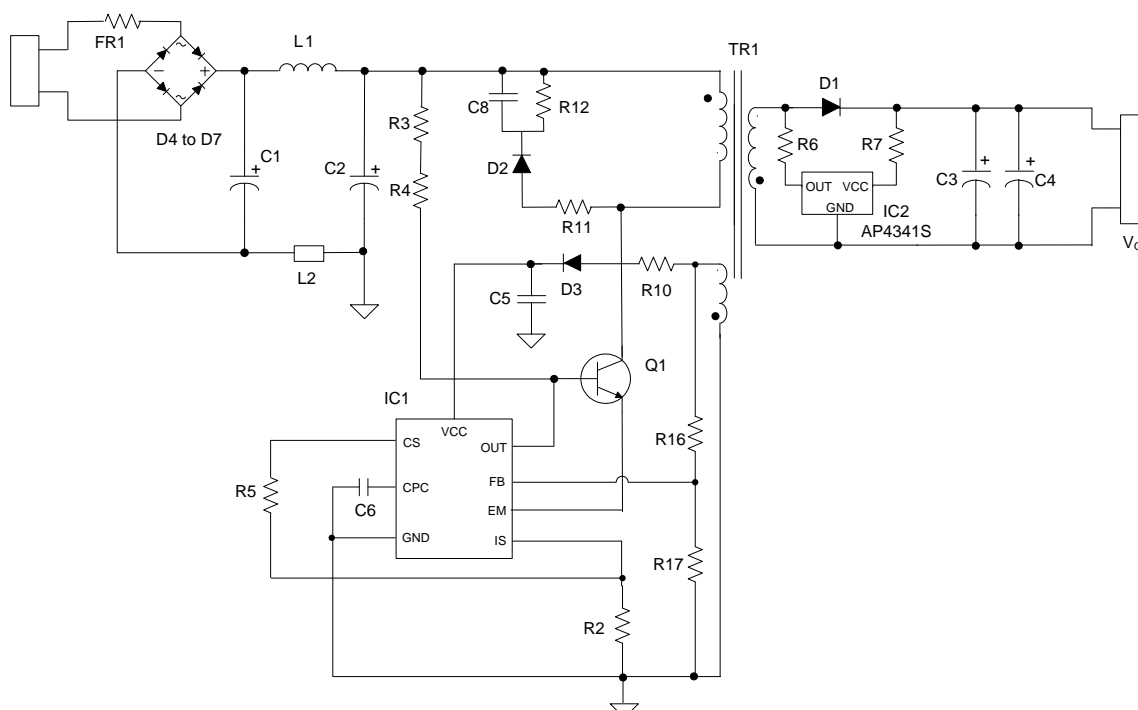 FR1
L1
TR1
~
− +
~
D4 to D7
C1
+
C2
+
L2
R3
R4
C8
R12
D2
R11
D1
R6
R7
OUT
VCC
GND
IC2
AP4341S
C3
+
C4
+
C5
D3
R10
Q1
IC1
VCC
CS
OUT
CPC
FB
EM
GND
IS
R5
C6
R16
R17
R2